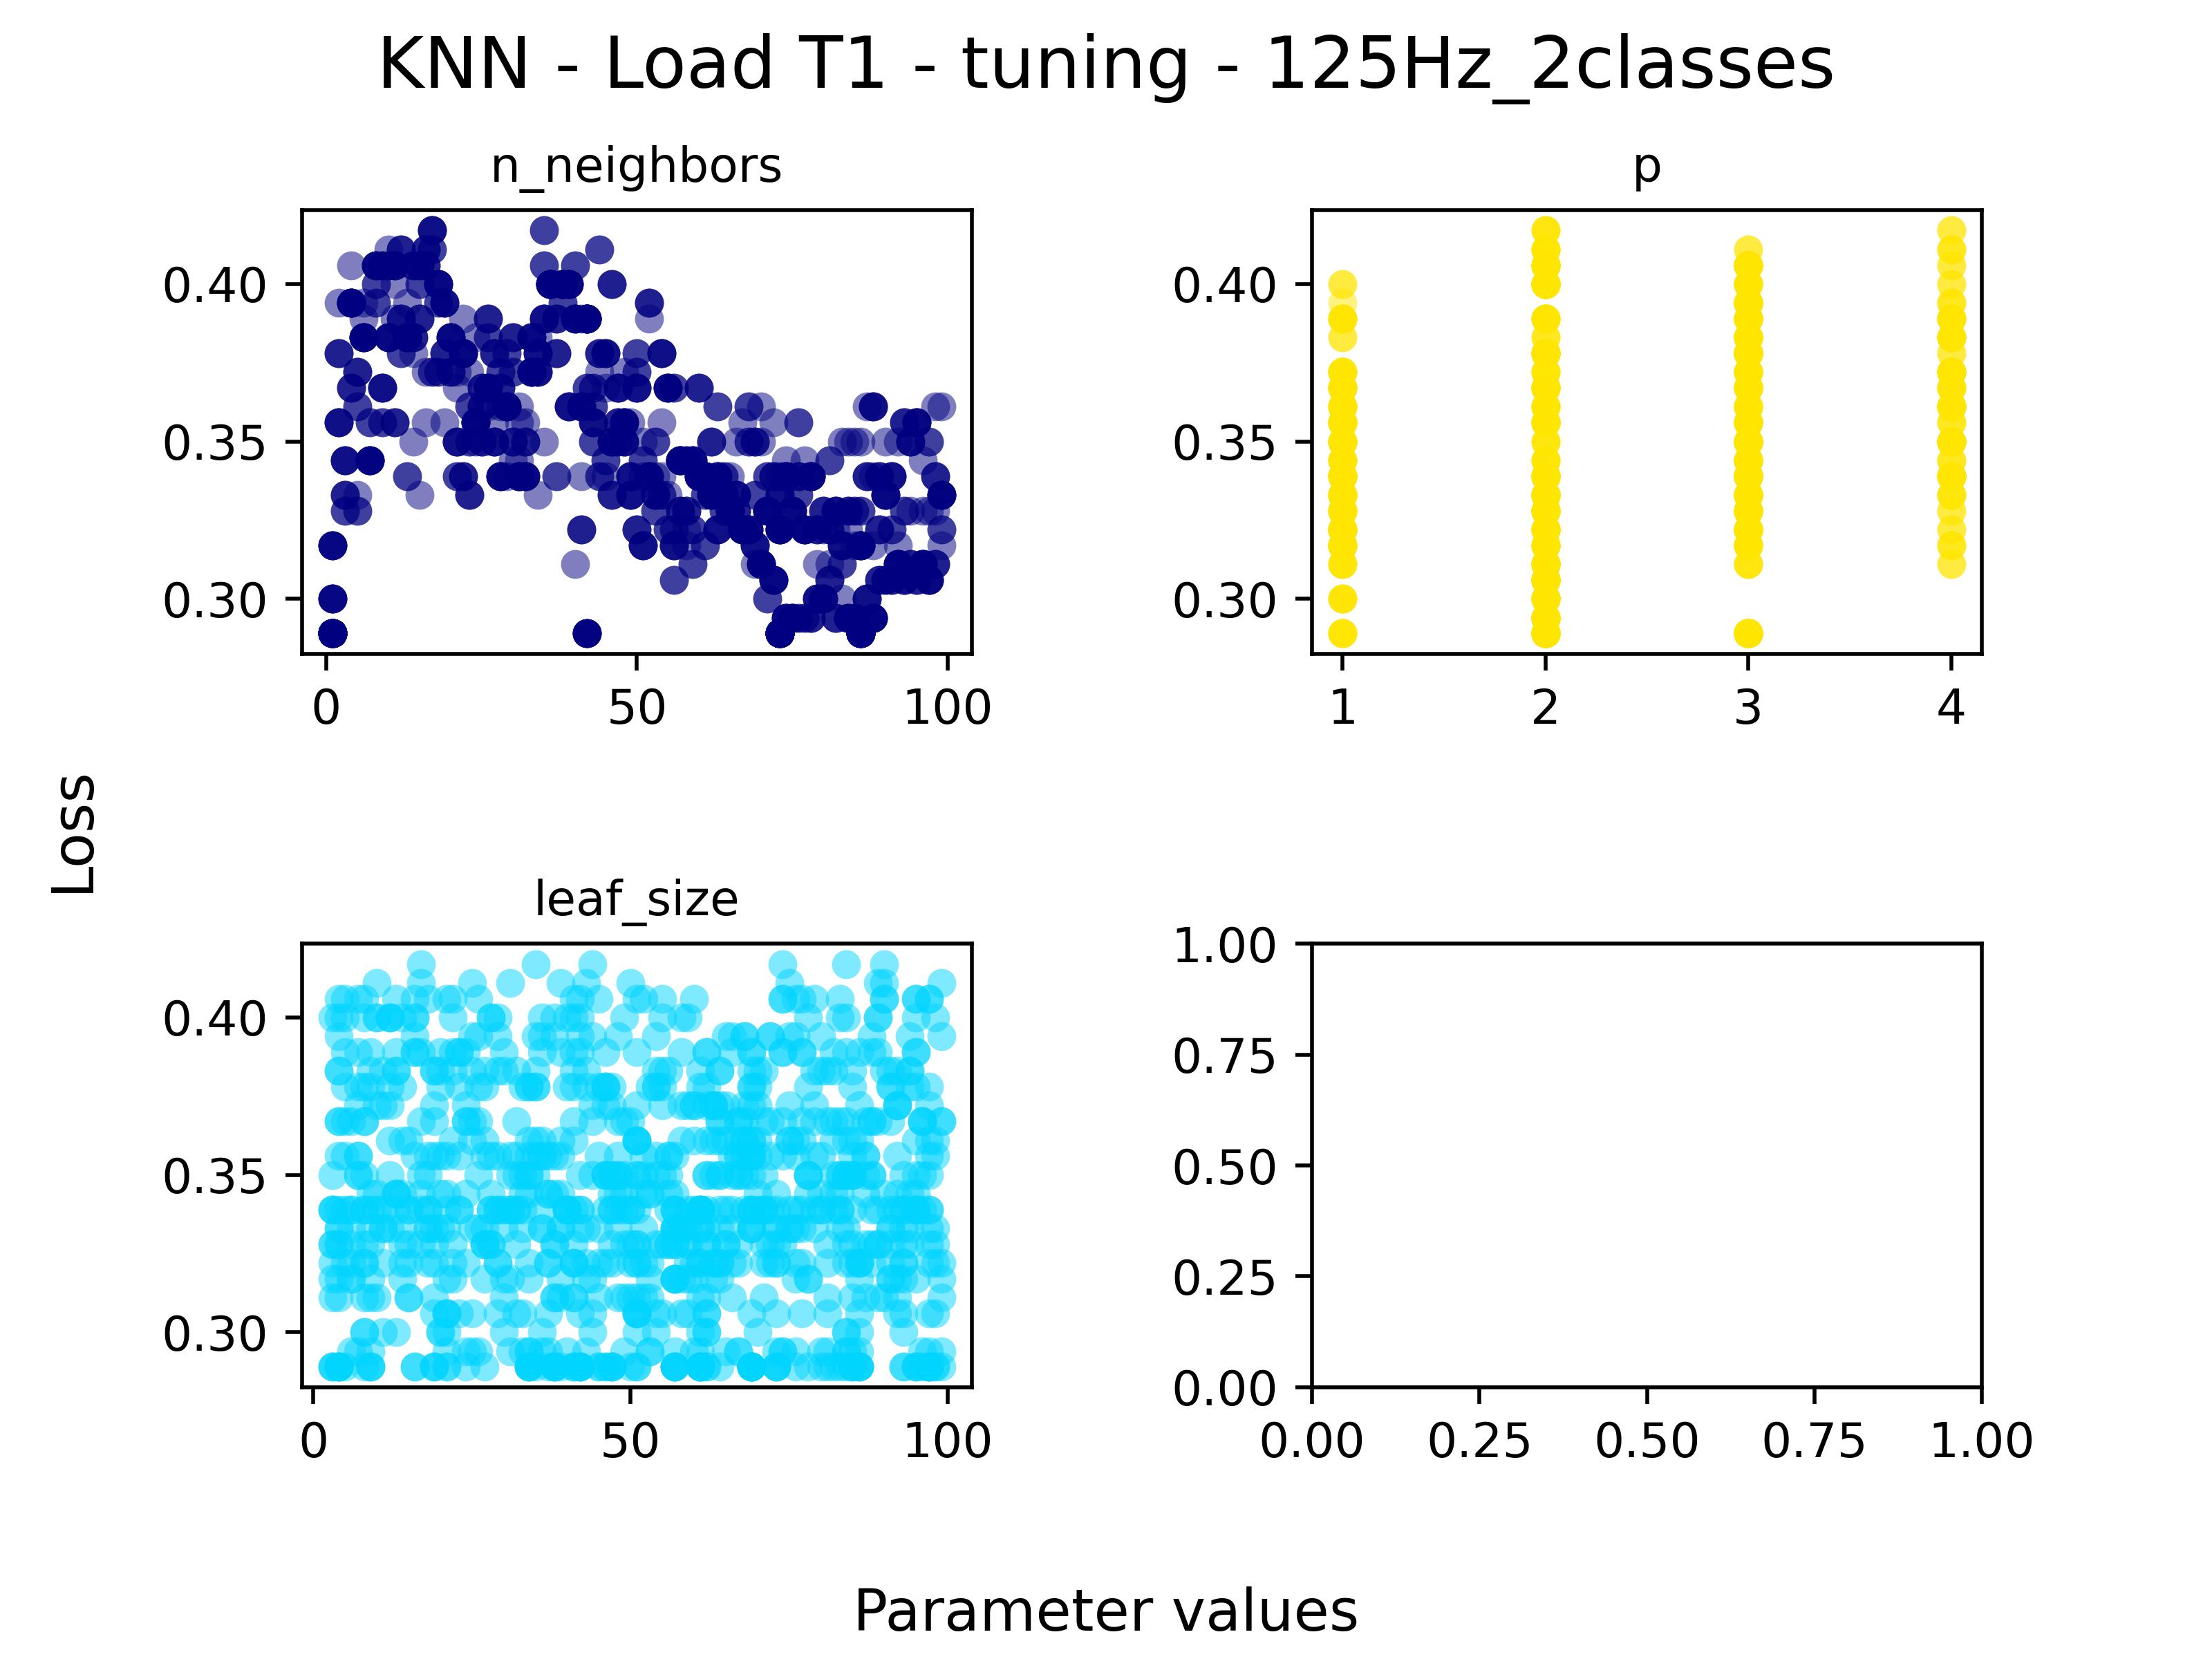 KNN - Load T1 - tuning - 125Hz_2classes
n_neighbors
0.40
0.35
0.30
0 50 100
p
0.40
0.35
0.30
1 2 3 4
Loss
leaf_size
0.40
0.35
0.30
0 50 100
1.00
0.75
0.50
0.25
0.00
0.00 0.25 0.50 0.75 1.00
Parameter values